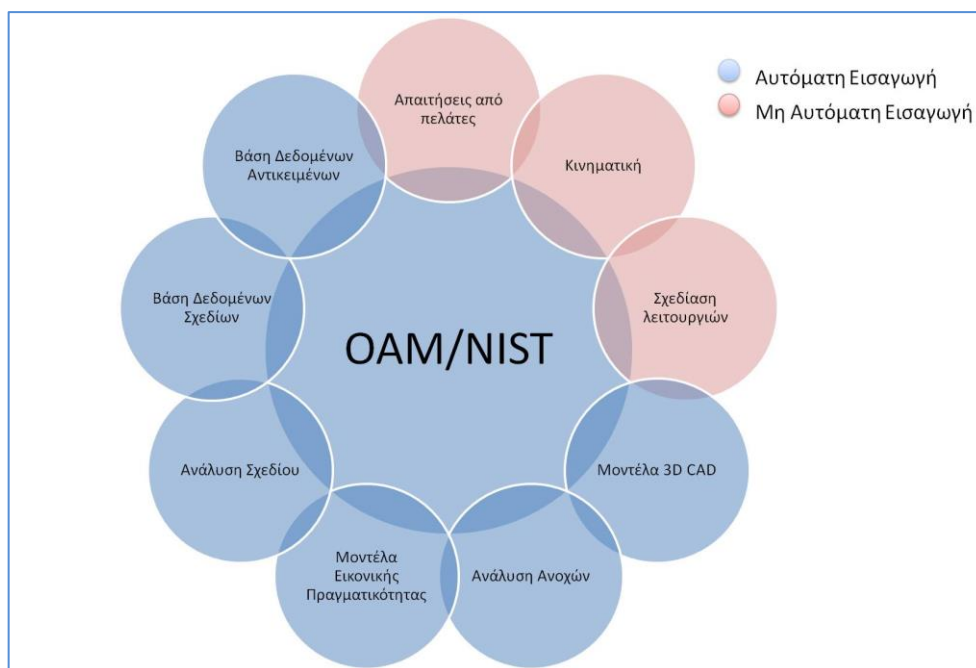 Απαιτήσεις από
πελάτες
Αυτόματη Εισαγωγή
Μη Αυτόματη Εισαγωγή
Βάση Δεδομένων
Αντικειμένων
Κινηματική
Βάση Δεδομένων
Σχεδίων
Σχεδίαση
λειτουργιών
OAM/NIST
Ανάλυση Σχεδίου
Μοντέλα 3D CAD
Μοντέλα
Εικονικής
Πραγματικότητας
Ανάλυση Ανοχών